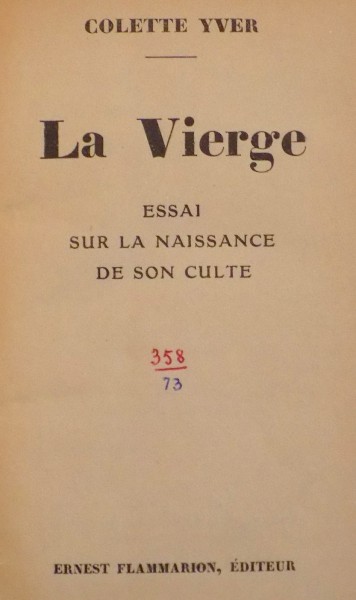 COLETTE YVER
La Vierge
ESSAI
SUR LA NAISSANCE
DE SON CULTE
358
73
ERNEST FLAMMARION, ÉDITEUR